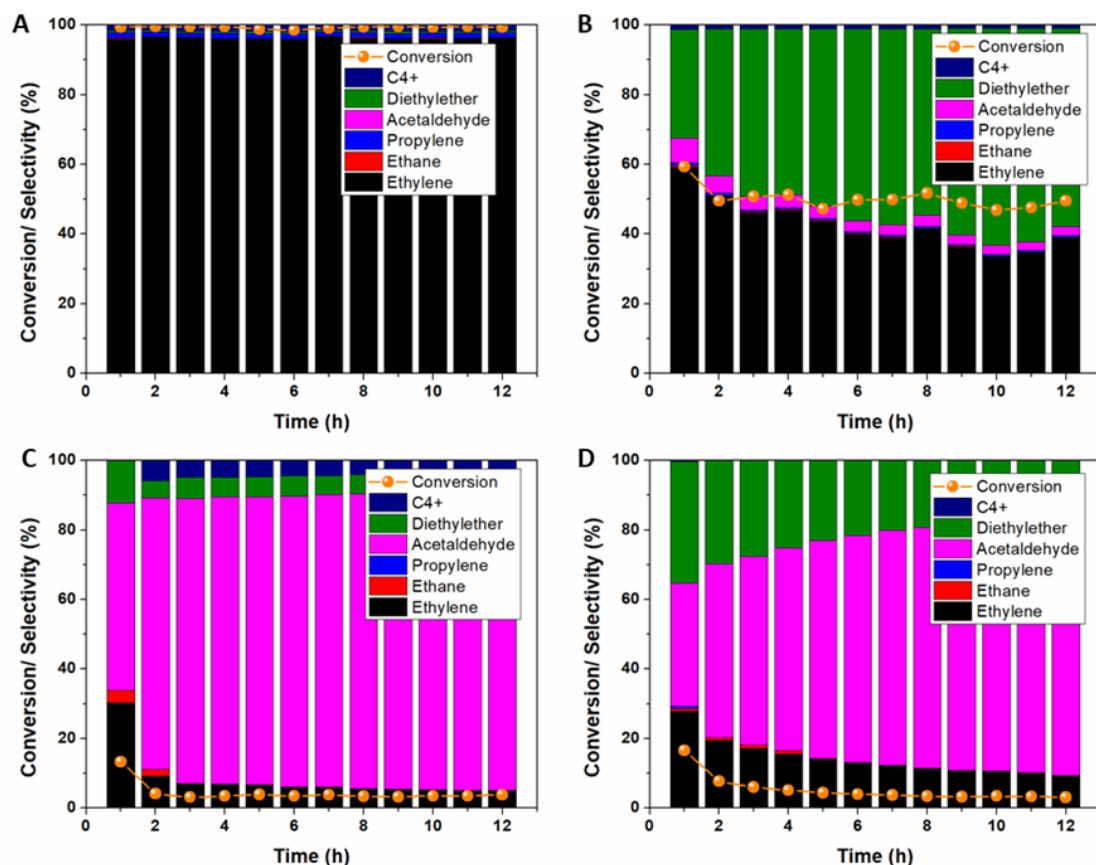 A
Conversion/ Selectivity (%)
100
80
60
40
20
0
Conversion
C4+
Diethylether
Acetaldehyde
Propylene
Ethane
Ethylene
0 2 4 6 8 10 12
Time (h)
B
Conversion/ Selectivity (%)
100
80
60
40
20
0
Conversion
C4+
Diethylether
Acetaldehyde
Propylene
Ethane
Ethylene
0 2 4 6 8 10 12
Time (h)
C
Conversion/ Selectivity (%)
100
80
60
40
20
0
Conversion
C4+
Diethylether
Acetaldehyde
Propylene
Ethane
Ethylene
0 2 4 6 8 10 12
Time (h)
D
Conversion/ Selectivity (%)
100
80
60
40
20
0
Conversion
C4+
Diethylether
Acetaldehyde
Propylene
Ethane
Ethylene
0 2 4 6 8 10 12
Time (h)